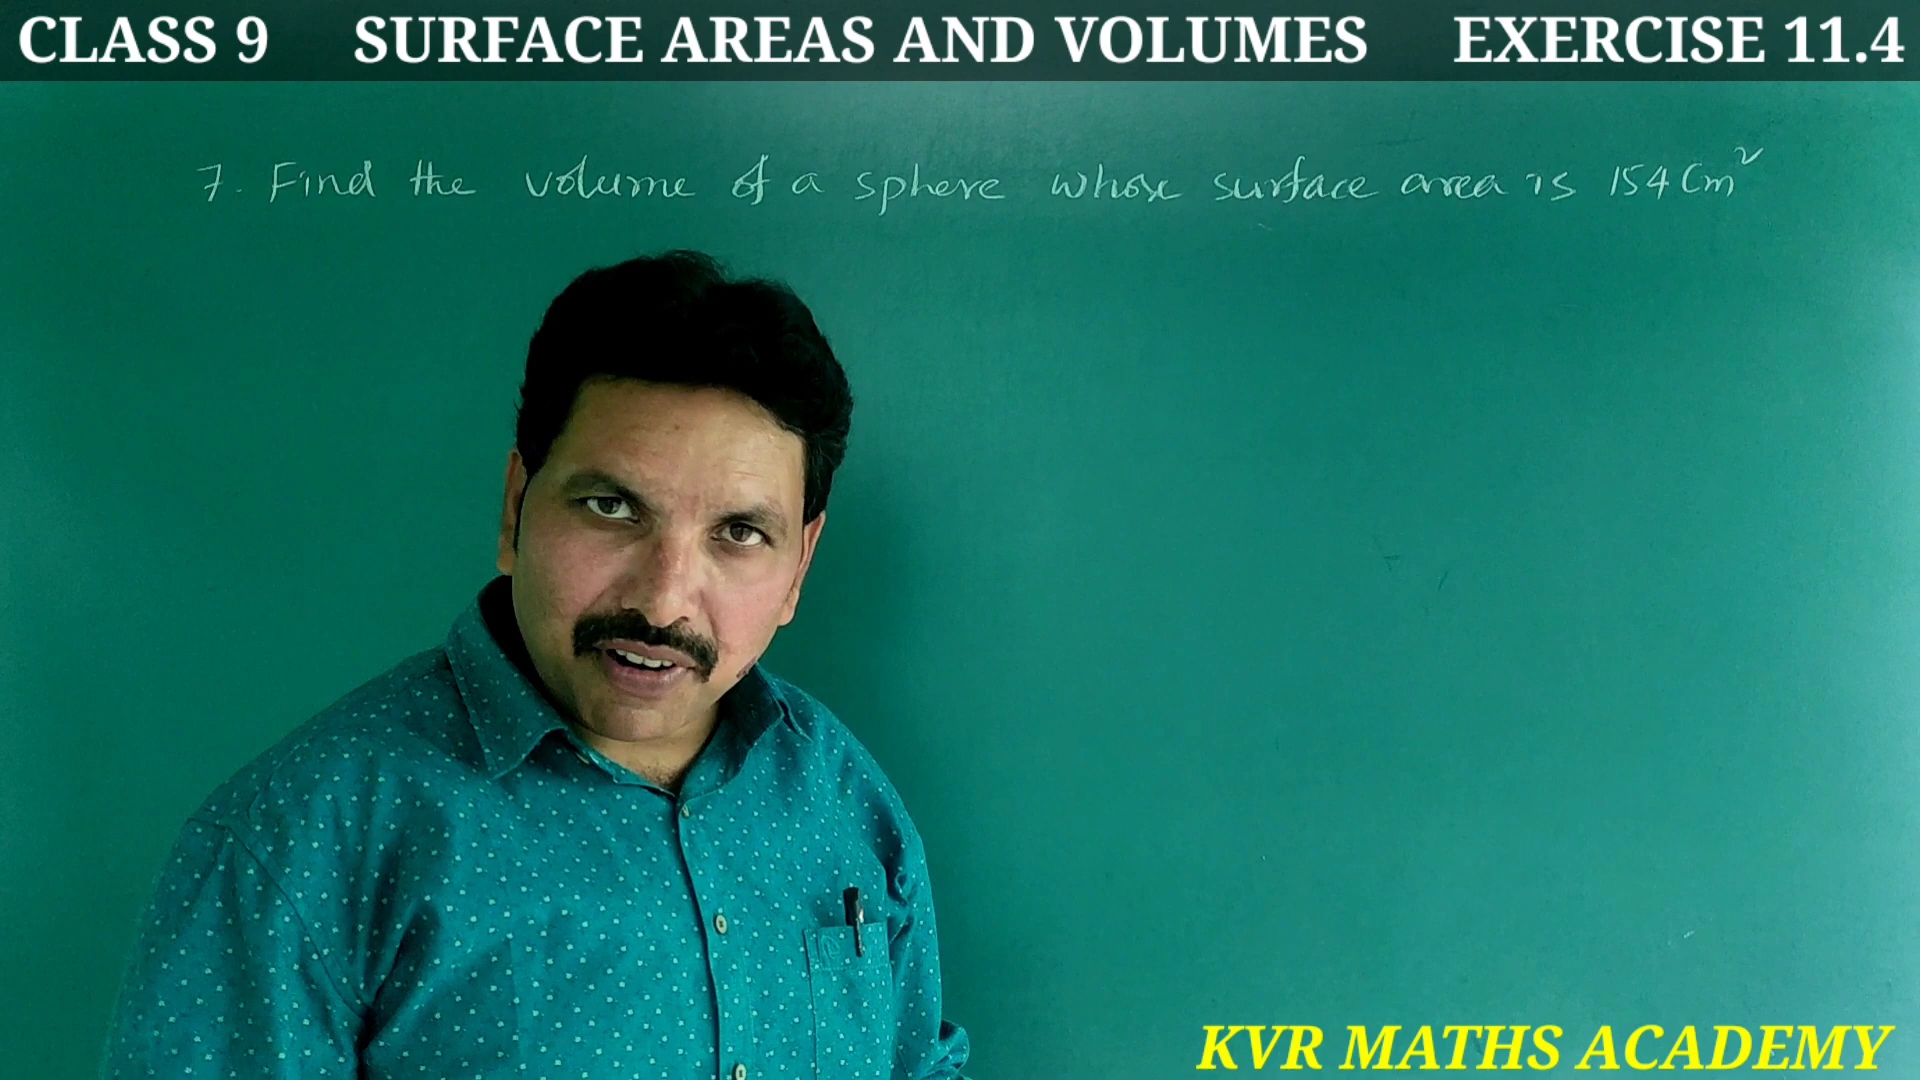 CLASS 9 SURFACE AREAS AND VOLUMES EXERCISE 11.4
7. Find the volume of a sphere whose surface area is 154 Cm²
KVR MATHS ACADEMY